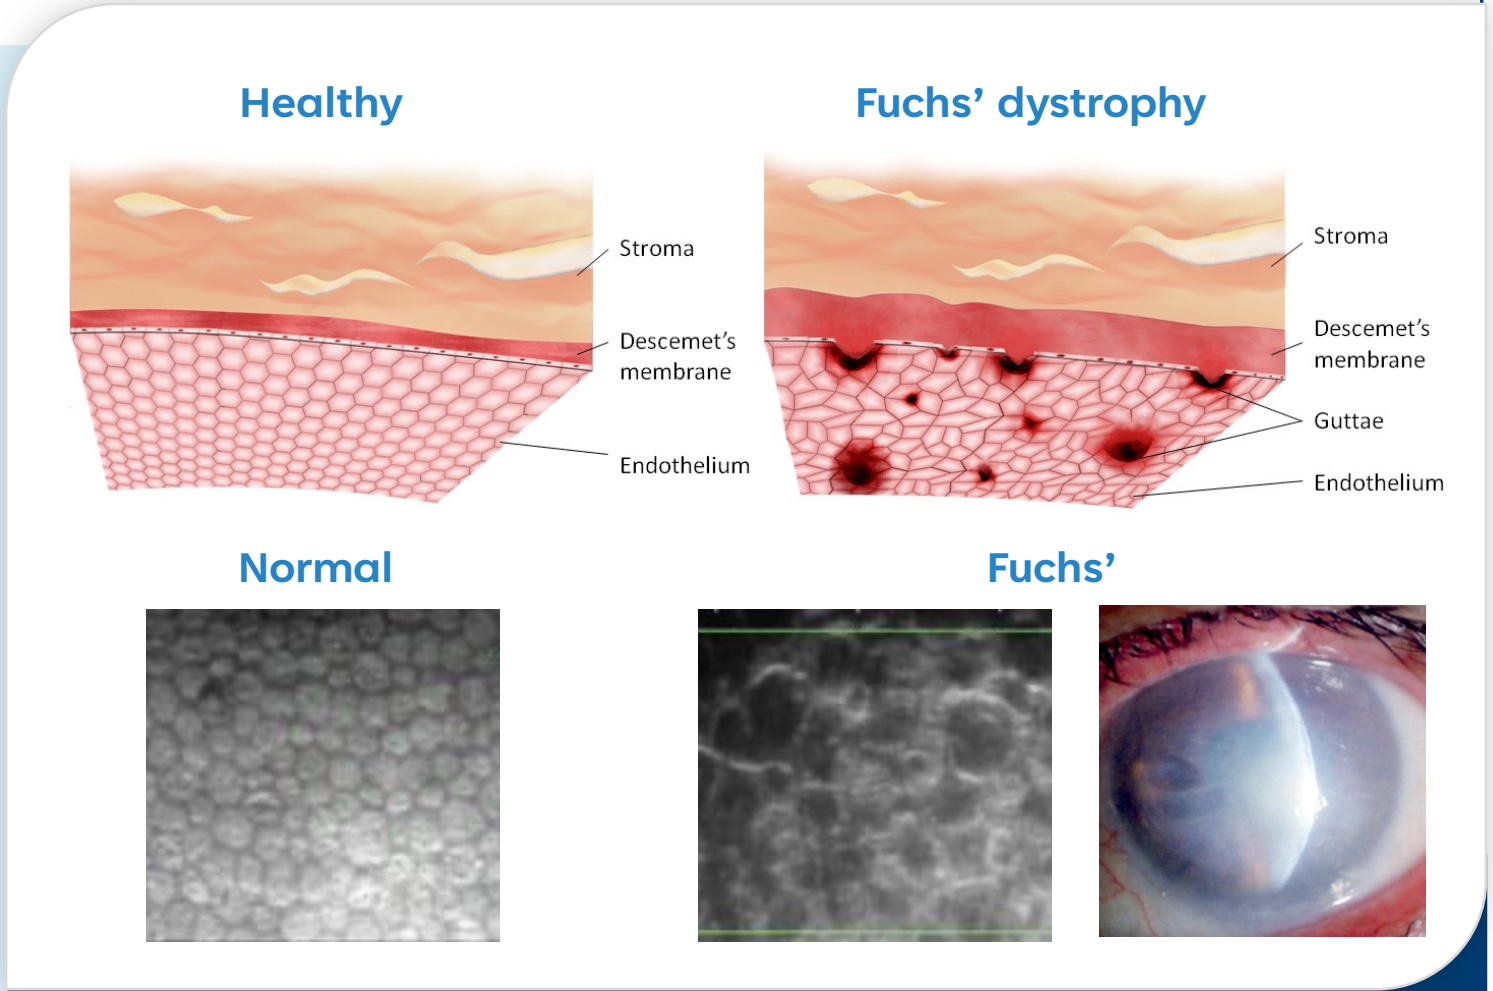 Healthy
Fuchs’ dystrophy
Stroma
Descemet’s
membrane
Endothelium
Stroma
Descemet’s
membrane
Guttae
Endothelium
Normal
Fuchs’